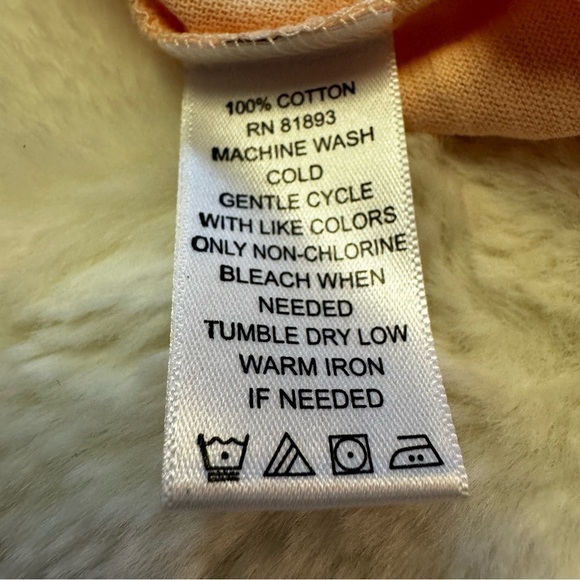 100% COTTON
RN 81893
MACHINE WASH
COLD
GENTLE CYCLE
WITH LIKE COLORS
ONLY NON-CHLORINE
BLEACH WHEN
NEEDED
TUMBLE DRY LOW
WARM IRON
IF NEEDED